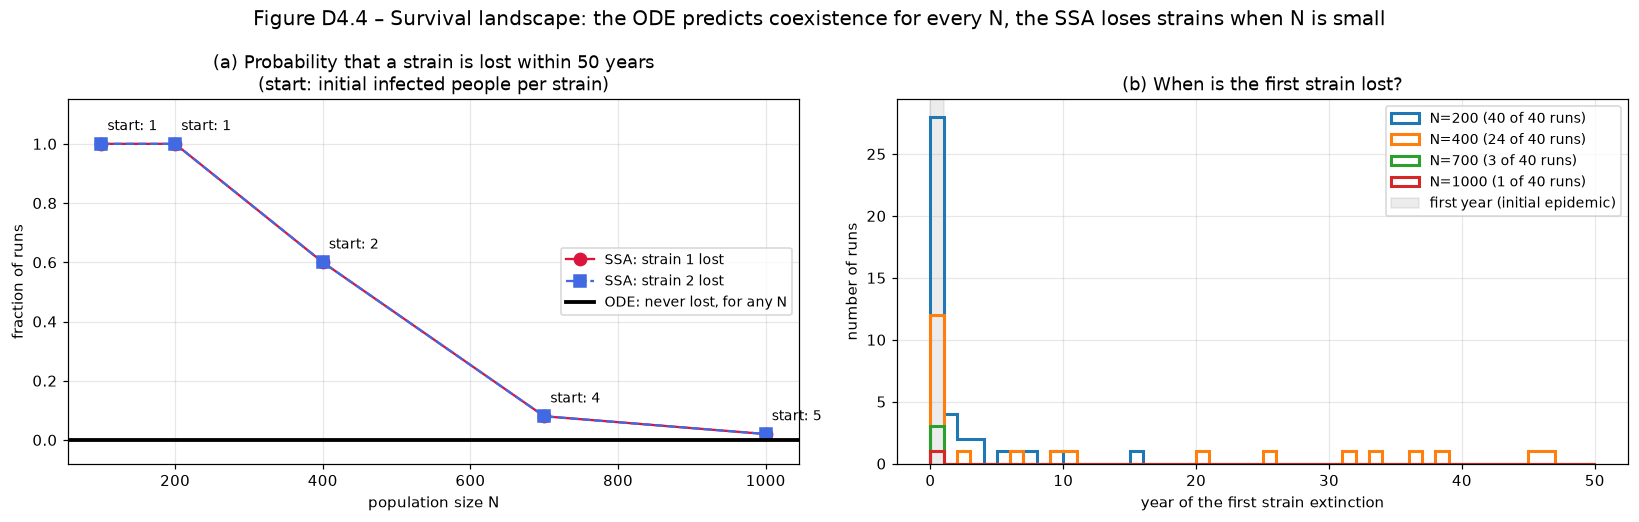 Figure D4.4 – Survival landscape: the ODE predicts coexistence for every N, the SSA loses strains when N is small
(a) Probability that a strain is lost within 50 years
(start: initial infected people per strain)
fraction of runs
1.0
0.8
0.6
0.4
0.2
0.0
start: 1
start: 1
start: 2
start: 4
start: 5
SSA: strain 1 lost
SSA: strain 2 lost
ODE: never lost, for any N
200
400
600
800
1000
population size N
(b) When is the first strain lost?
number of runs
25
20
15
10
5
0
N=200 (40 of 40 runs)
N=400 (24 of 40 runs)
N=700 (3 of 40 runs)
N=1000 (1 of 40 runs)
first year (initial epidemic)
0
10
20
30
40
50
year of the first strain extinction